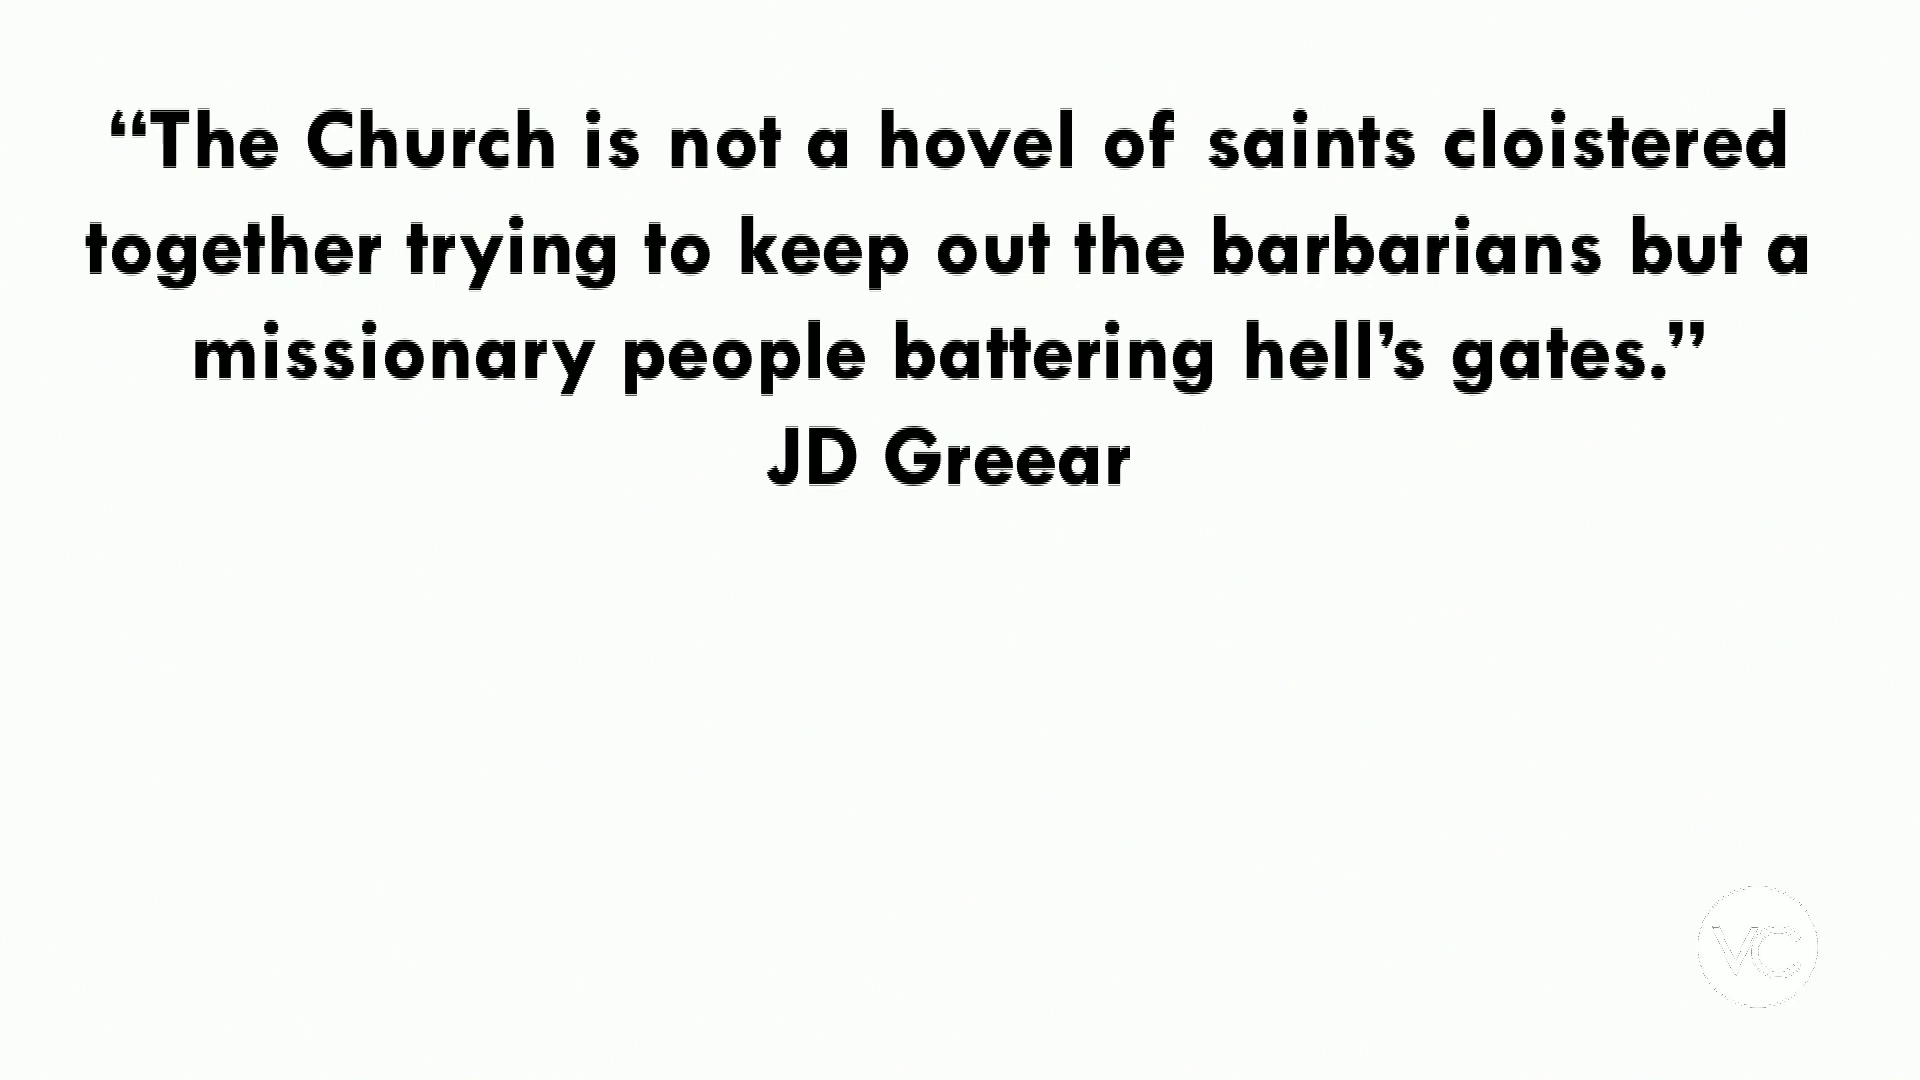 “The Church is not a hovel of saints cloistered
together trying to keep out the barbarians but a
missionary people battering hell’s gates.”
JD Greear
VC